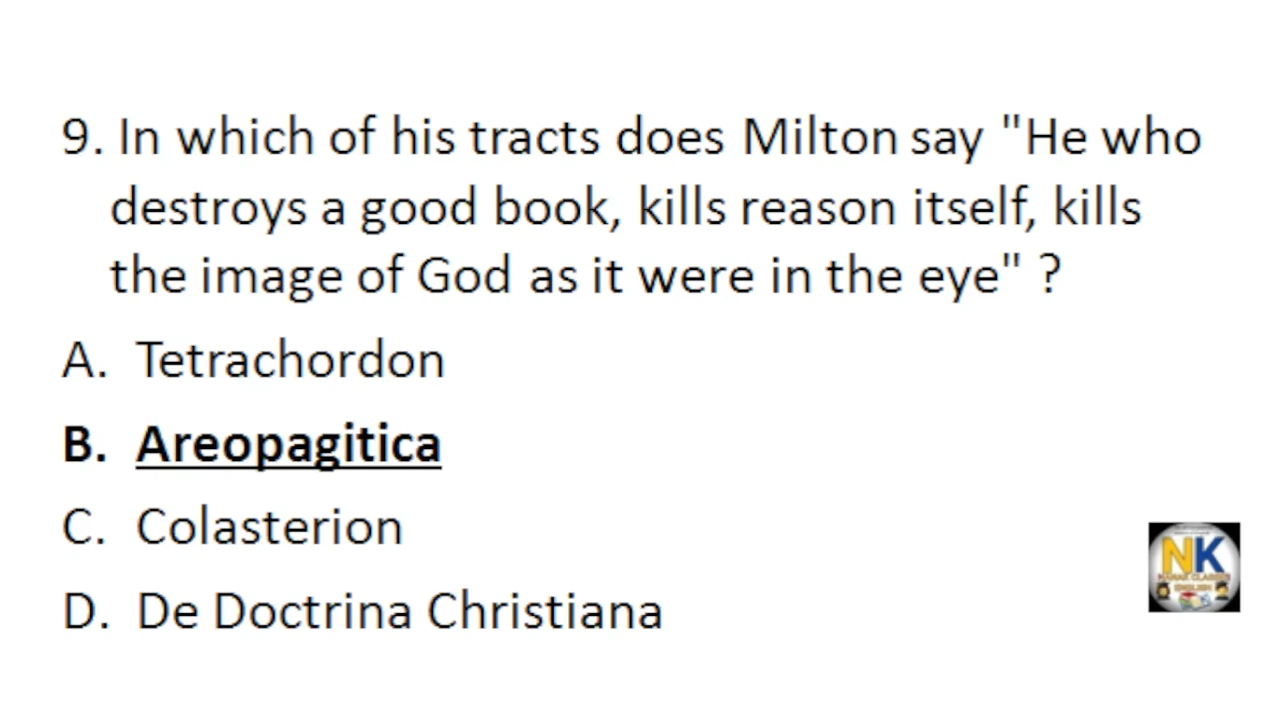 9. In which of his tracts does Milton say "He who
destroys a good book, kills reason itself, kills
the image of God as it were in the eye" ?
A. Tetrachordon
B. Areopagitica
C. Colasterion
D. De Doctrina Christiana
NK
ENGLISH